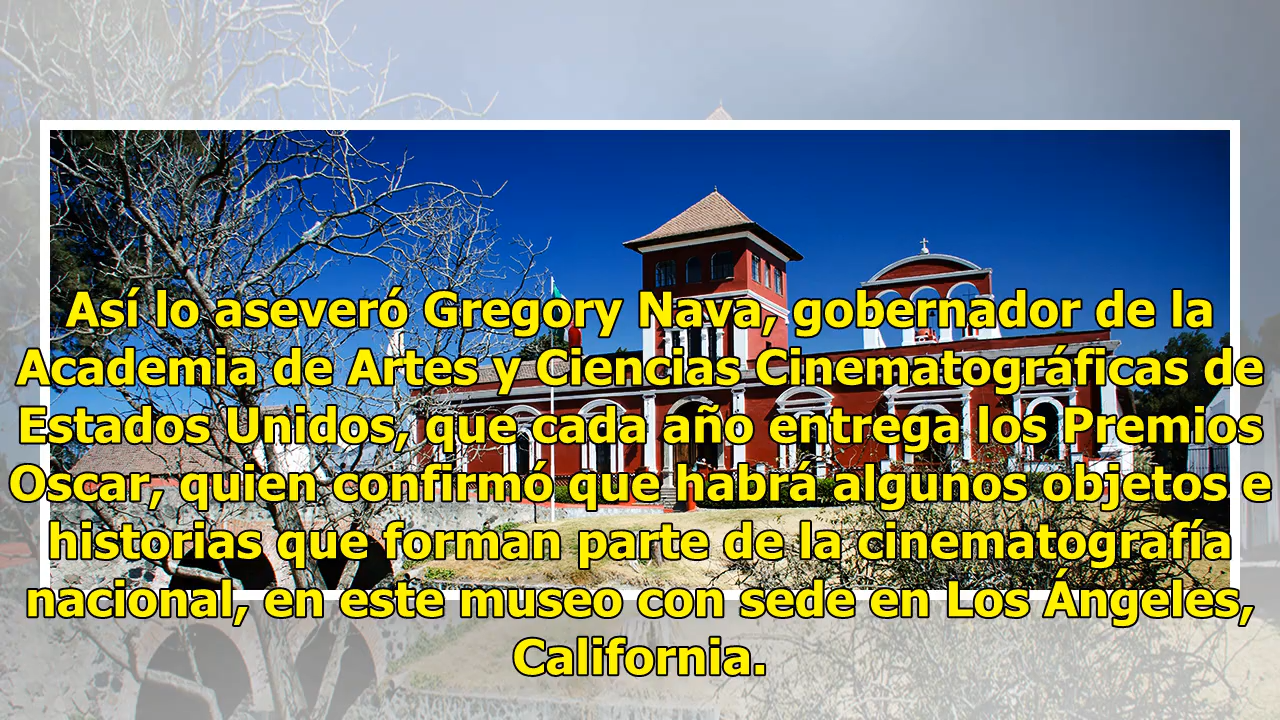 Así lo aseveró Gregory Nava, gobernador de la
Academia de Artes y Ciencias Cinematográficas de
Estados Unidos, que cada año entrega los Premios
Oscar, quien confirmó que habrá algunos objetos e
historias que forman parte de la cinematografía
nacional, en este museo con sede en Los Ángeles,
California.